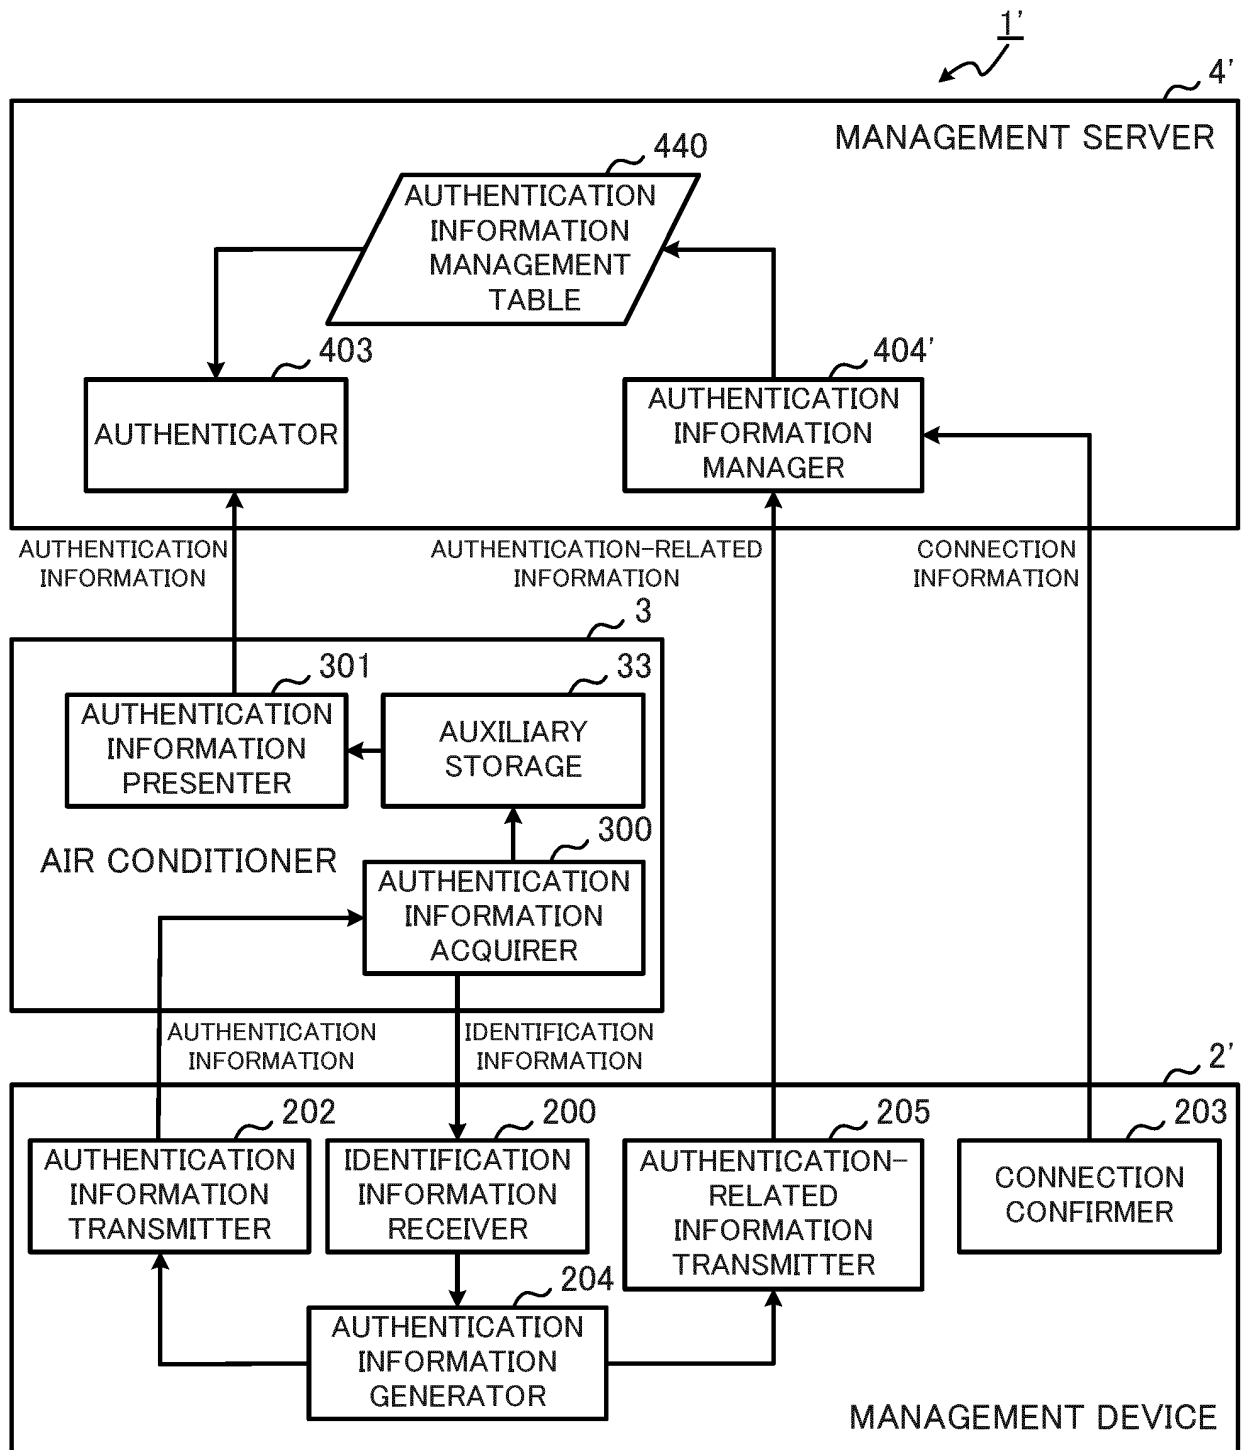 1'
4'
MANAGEMENT SERVER
440
AUTHENTICATION
INFORMATION
MANAGEMENT
TABLE
403
AUTHENTICATOR
404'
AUTHENTICATION
INFORMATION
MANAGER
AUTHENTICATION
INFORMATION
AUTHENTICATION-RELATED
INFORMATION
CONNECTION
INFORMATION
3
301
AUTHENTICATION
INFORMATION
PRESENTER
33
AUXILIARY
STORAGE
AIR CONDITIONER
300
AUTHENTICATION
INFORMATION
ACQUIRER
AUTHENTICATION
INFORMATION
IDENTIFICATION
INFORMATION
2'
202
AUTHENTICATION
INFORMATION
TRANSMITTER
200
IDENTIFICATION
INFORMATION
RECEIVER
205
AUTHENTICATION-
RELATED
INFORMATION
TRANSMITTER
203
CONNECTION
CONFIRMER
204
AUTHENTICATION
INFORMATION
GENERATOR
MANAGEMENT DEVICE